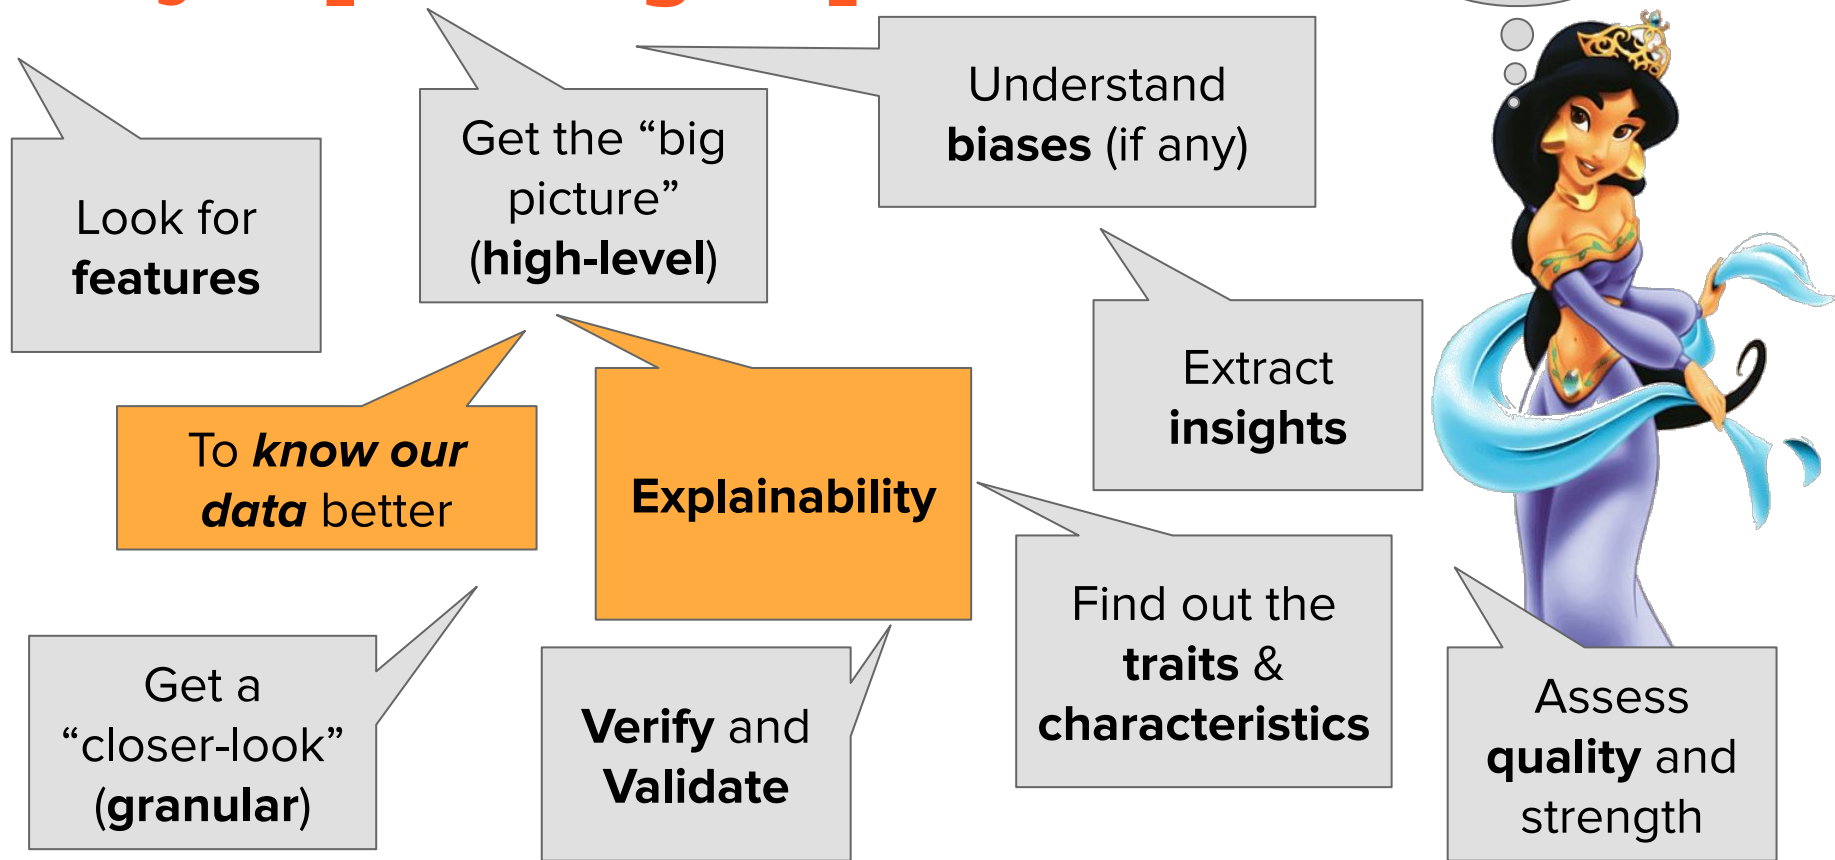 Understand
biases (if any)
Get the “big
picture”
(high-level)
Look for
features
Extract
insights
To know our
data better
Explainability
Find out the
traits &
characteristics
Get a
“closer-look”
(granular)
Verify and
Validate
Assess
quality and
strength